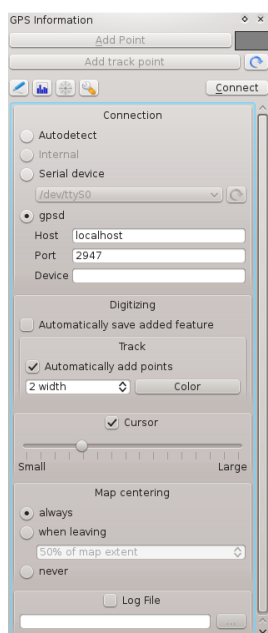 GPS Information
Add Point
Add track point
Connect
Connection
Autodetect
Internal
Serial device
/dev/ttyS0
gpsd
Host localhost
Port 2947
Device
Digitizing
Automatically save added feature
Track
Automatically add points
2 width Color
Cursor
Small Large
Map centering
always
when leaving
50% of map extent
never
Log File
...